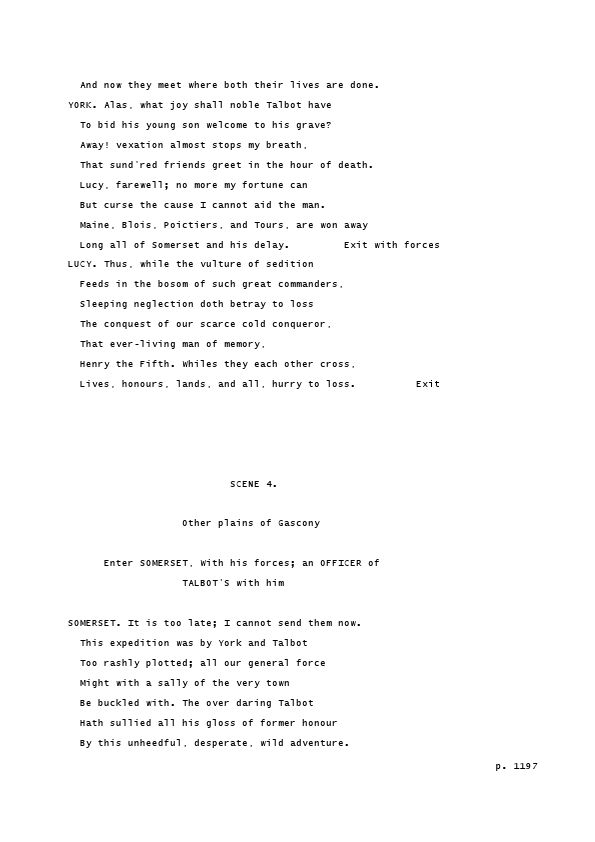 And now they meet where both their lives are done.
YORK. Alas, what joy shall noble Talbot have
To bid his young son welcome to his grave?
Away! vexation almost stops my breath,
That sund'red friends greet in the hour of death.
Lucy, farewell; no more my fortune can
But curse the cause I cannot aid the man.
Maine, Blois, Poictiers, and Tours, are won away
Long all of Somerset and his delay.         Exit with forces
LUCY. Thus, while the vulture of sedition
Feeds in the bosom of such great commanders,
Sleeping neglection doth betray to loss
The conquest of our scarce cold conqueror,
That ever-living man of memory,
Henry the Fifth. Whiles they each other cross,
Lives, honours, lands, and all, hurry to loss.          Exit
SCENE 4.
Other plains of Gascony
Enter SOMERSET, With his forces; an OFFICER of
TALBOT'S with him
SOMERSET. It is too late; I cannot send them now.
This expedition was by York and Talbot
Too rashly plotted; all our general force
Might with a sally of the very town
Be buckled with. The over daring Talbot
Hath sullied all his gloss of former honour
By this unheedful, desperate, wild adventure.
p. 1197